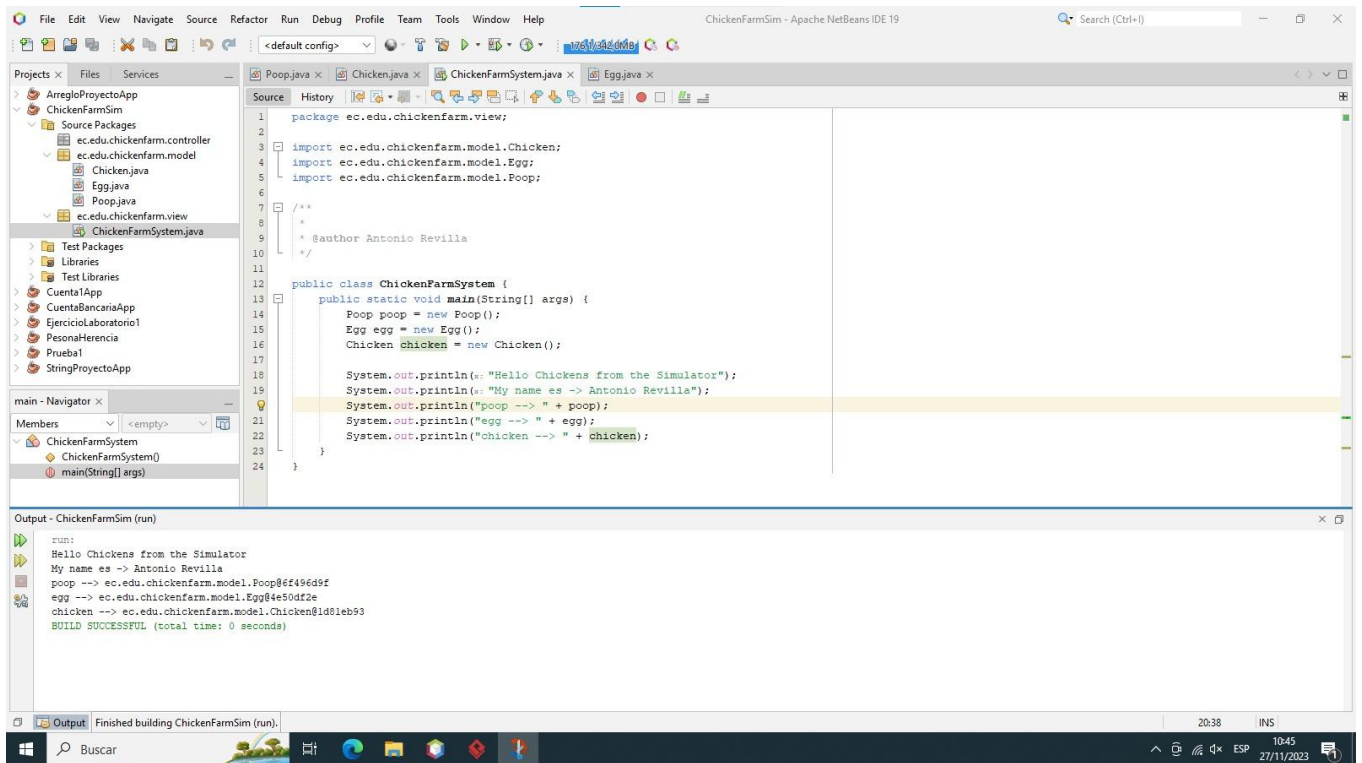 File Edit View Navigate Source Refactor Run Debug Profile Team Tools Window Help
ChickenFarmSim - Apache NetBeans IDE 19
Search (Ctrl+I)
<default config>
Projects Files Services
ArregloProyectoApp
ChickenFarmSim
Source Packages
ec.edu.chickenfarm.controller
ec.edu.chickenfarm.model
Chicken.java
Egg.java
Poop.java
ec.edu.chickenfarm.view
ChickenFarmSystem.java
Test Packages
Libraries
Test Libraries
Cuenta1App
CuentaBancariaApp
EjercicioLaboratorio1
PesonaHerencia
Prueba1
StringProyectoApp
main - Navigator
Members <empty>
ChickenFarmSystem
ChickenFarmSystem()
main(String[] args)
Poop.java Chicken.java ChickenFarmSystem.java Egg.java
Source History
1 package ec.edu.chickenfarm.view;
2
3 import ec.edu.chickenfarm.model.Chicken;
4 import ec.edu.chickenfarm.model.Egg;
5 import ec.edu.chickenfarm.model.Poop;
6
7 /**
8 *
9 * @author Antonio Revilla
10 */
11
12 public class ChickenFarmSystem {
13 public static void main(String[] args) {
14 Poop poop = new Poop();
15 Egg egg = new Egg();
16 Chicken chicken = new Chicken();
17
18 System.out.println(x: "Hello Chickens from the Simulator");
19 System.out.println(x: "My name es -> Antonio Revilla");
System.out.println("poop --> " + poop);
21 System.out.println("egg --> " + egg);
22 System.out.println("chicken --> " + chicken);
23 }
24 }
Output - ChickenFarmSim (run)
run:
Hello Chickens from the Simulator
My name es -> Antonio Revilla
poop --> ec.edu.chickenfarm.model.Poop@6f496d9f
egg --> ec.edu.chickenfarm.model.Egg@4e50df2e
chicken --> ec.edu.chickenfarm.model.Chicken@1d81eb93
BUILD SUCCESSFUL (total time: 0 seconds)
Output Finished building ChickenFarmSim (run).
20:38 INS
Buscar
ESP
10:45
27/11/2023